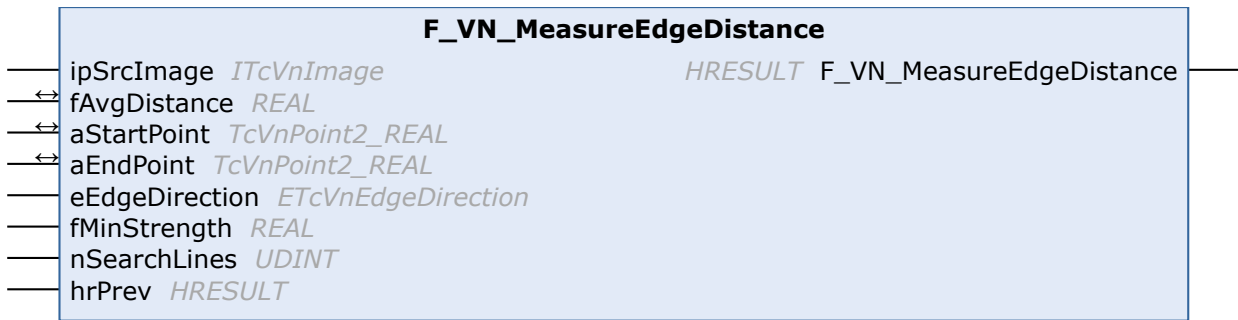 F_VN_MeasureEdgeDistance
ipSrcImage ITcVnImage HRESULT F_VN_MeasureEdgeDistance
↔ fAvgDistance REAL
↔ aStartPoint TcVnPoint2_REAL
↔ aEndPoint TcVnPoint2_REAL
eEdgeDirection ETcVnEdgeDirection
fMinStrength REAL
nSearchLines UDINT
hrPrev HRESULT